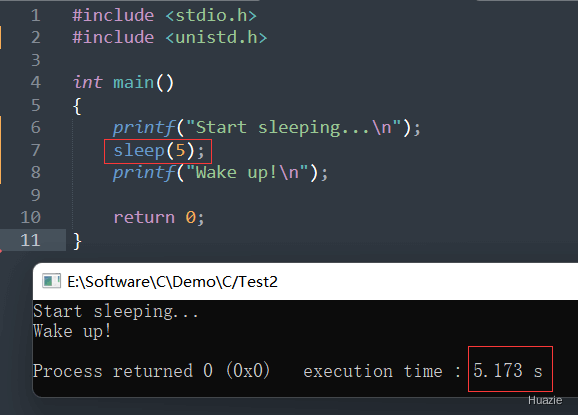 1 #include <stdio.h>
2 #include <unistd.h>
3
4 int main()
5 {
6 printf("Start sleeping...\n");
7 sleep(5);
8 printf("Wake up!\n");
9
10 return 0;
11 }
E:\Software\C\Demo\C/Test2
Start sleeping...
Wake up!
Process returned 0 (0x0) execution time : 5.173 s
Huazie